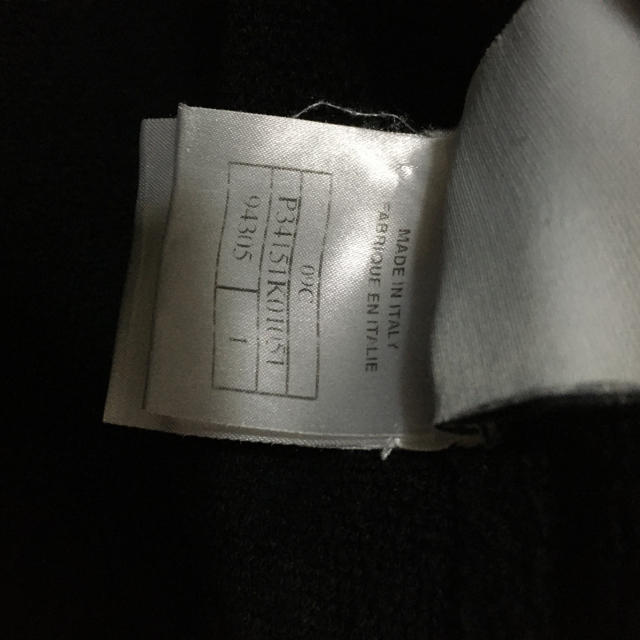 MADE IN ITALY
FABRIQUE EN ITALIE
09C
94305 1